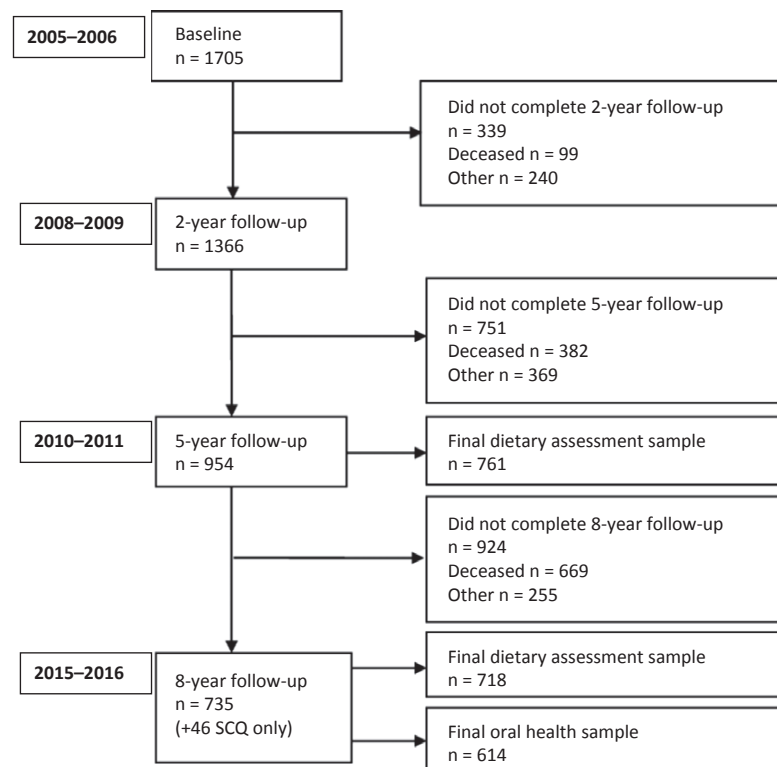 2005–2006
Baseline
n = 1705
Did not complete 2-year follow-up
n = 339
Deceased n = 99
Other n = 240
2008–2009
2-year follow-up
n = 1366
Did not complete 5-year follow-up
n = 751
Deceased n = 382
Other n = 369
2010–2011
5-year follow-up
n = 954
Final dietary assessment sample
n = 761
Did not complete 8-year follow-up
n = 924
Deceased n = 669
Other n = 255
2015–2016
8-year follow-up
n = 735
(+46 SCQ only)
Final dietary assessment sample
n = 718
Final oral health sample
n = 614